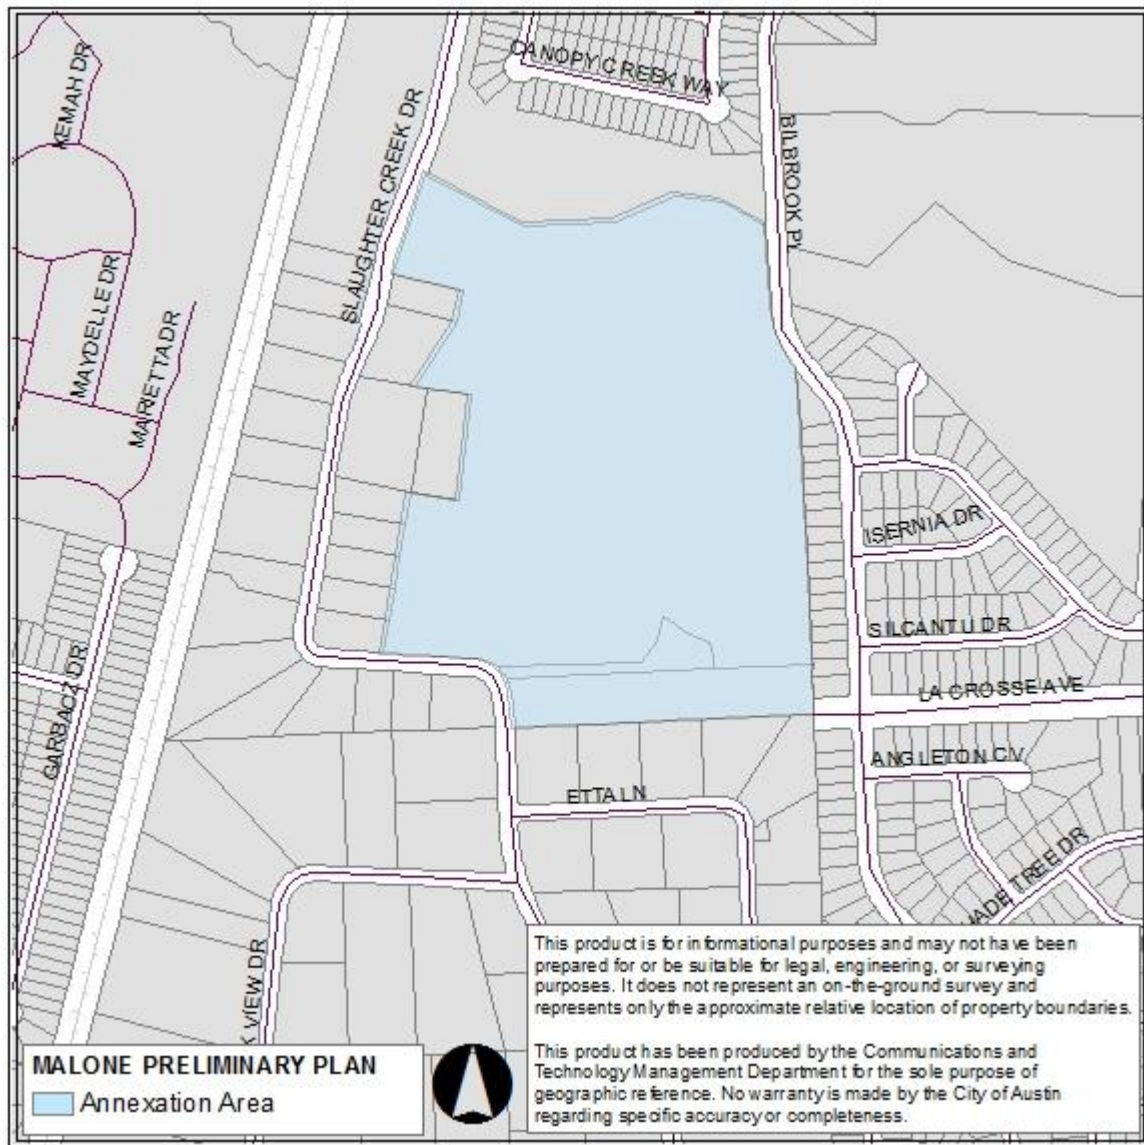 CANOPY CREEK WAY
KEMAH DR
SLAUGHTER CREEK DR
BILBROOK PL
MAYDELLE DR
MARIETTA DR
ISERNIA DR
SILCANTU DR
LA CROSSE AVE
GARBACZ DR
ANGLETON CV
ETTA LN
HADE TREE DR
K VIEW DR
This product is for informational purposes and may not have been
prepared for or be suitable for legal, engineering, or surveying
purposes. It does not represent an on-the-ground survey and
represents only the approximate relative location of property boundaries.
This product has been produced by the Communications and
Technology Management Department for the sole purpose of
geographic reference. No warranty is made by the City of Austin
regarding specific accuracy or completeness.
MALONE PRELIMINARY PLAN
Annexation Area